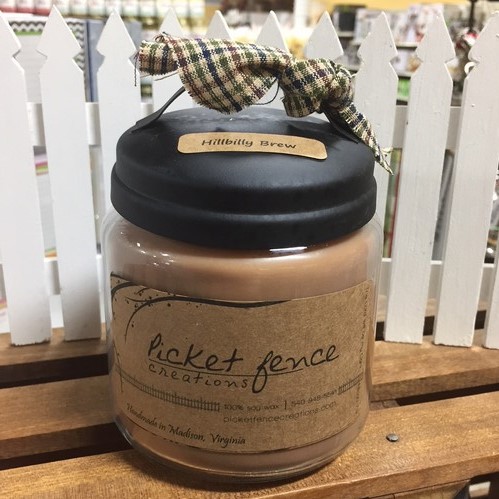 Hillbilly Brew
Picket fence
creations
100% soy wax |
picketfencecreations.com
Handmade in Madison, Virginia